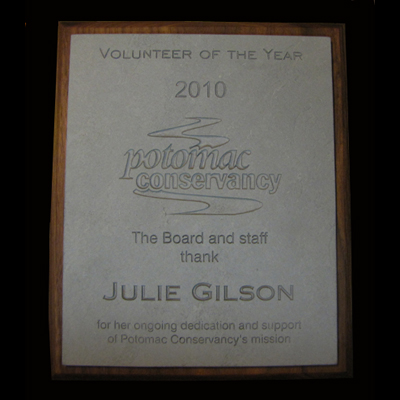 VOLUNTEER OF THE YEAR
2010
potomac
conservancy
The Board and staff
thank
JULIE GILSON
for her ongoing dedication and support
of Potomac Conservancy's mission